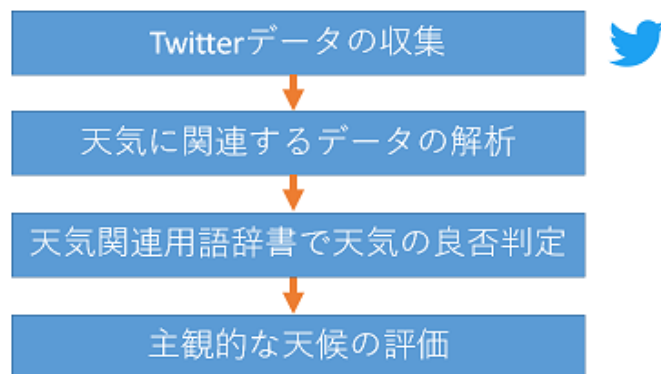 Twitterデータの収集
天気に関連するデータの解析
天気関連用語辞書で天気の良否判定
主観的な天候の評価